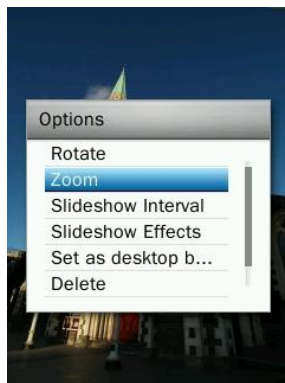 Options
Rotate
Zoom
Slideshow Interval
Slideshow Effects
Set as desktop b...
Delete